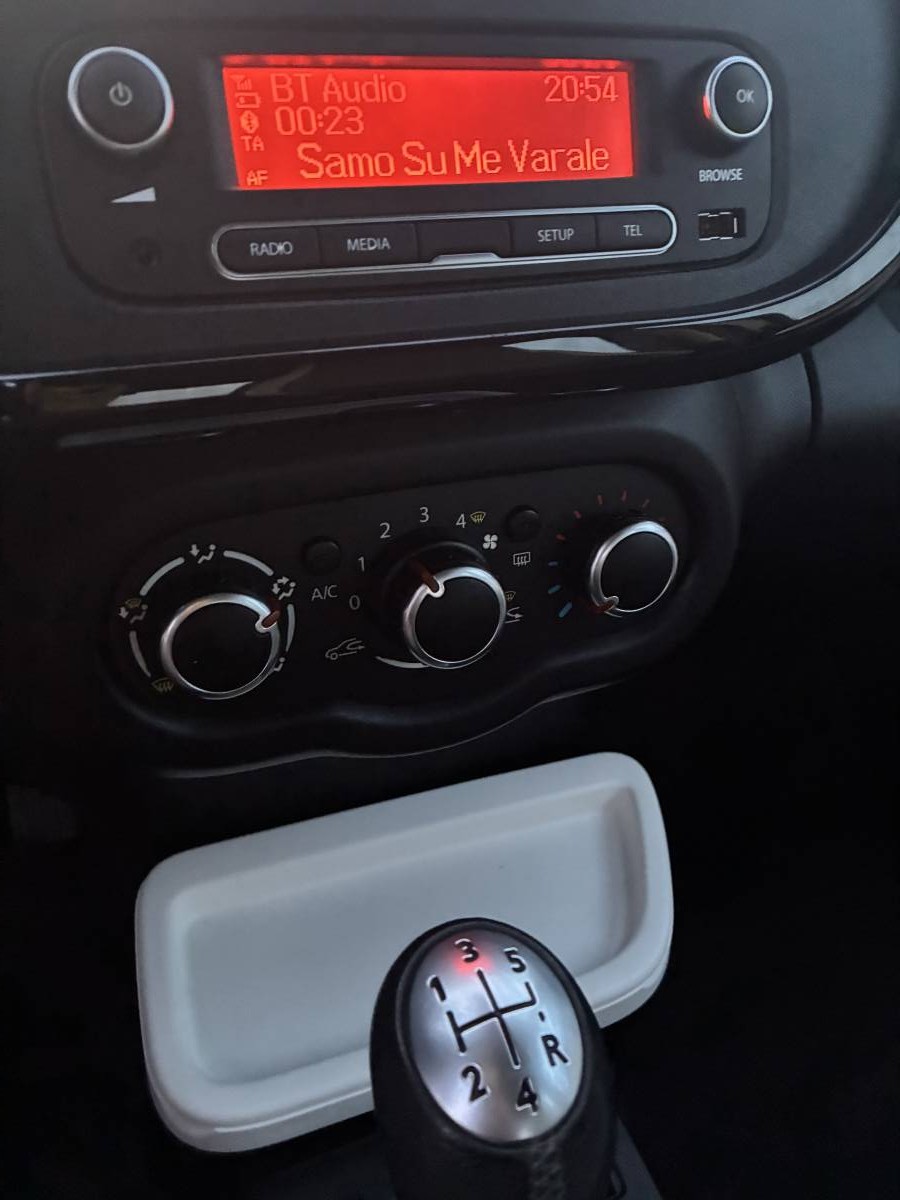 BT Audio 20:54
00:23
TA
Samo Su Me Varale
AF
OK
BROWSE
RADIO MEDIA SETUP TEL
0 1 2 3 4
A/C
1 3 5
2 4 R